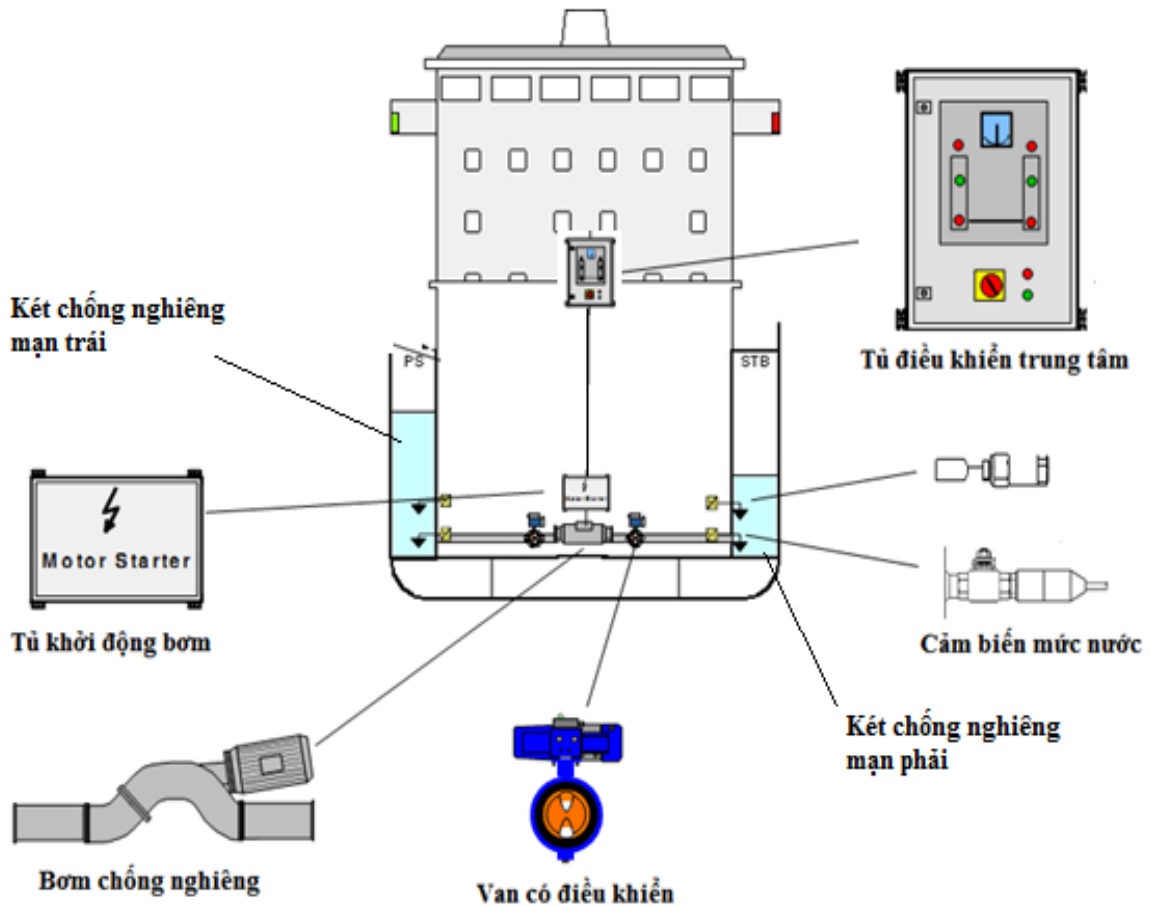 Két chống nghiêng
mạn trái
PS
STB
Tủ điều khiển trung tâm
Motor Starter
Tủ khởi động bơm
Cảm biến mức nước
Két chống nghiêng
mạn phải
Bơm chống nghiêng
Van có điều khiển